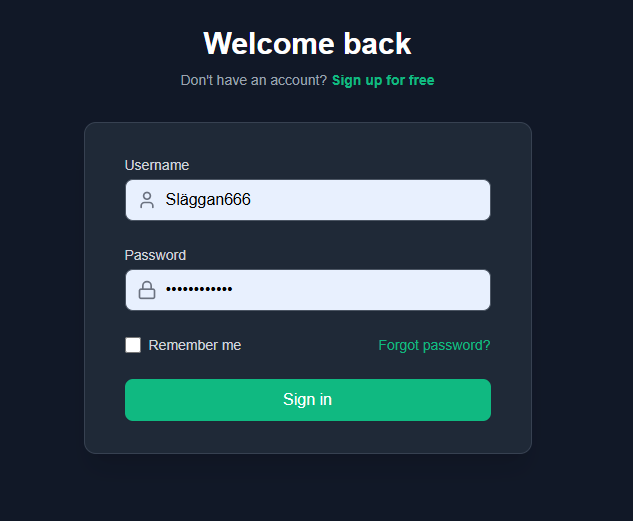 Welcome back
Don't have an account? Sign up for free
Username
Släggan666
Password
••••••••••••
Remember me Forgot password?
Sign in